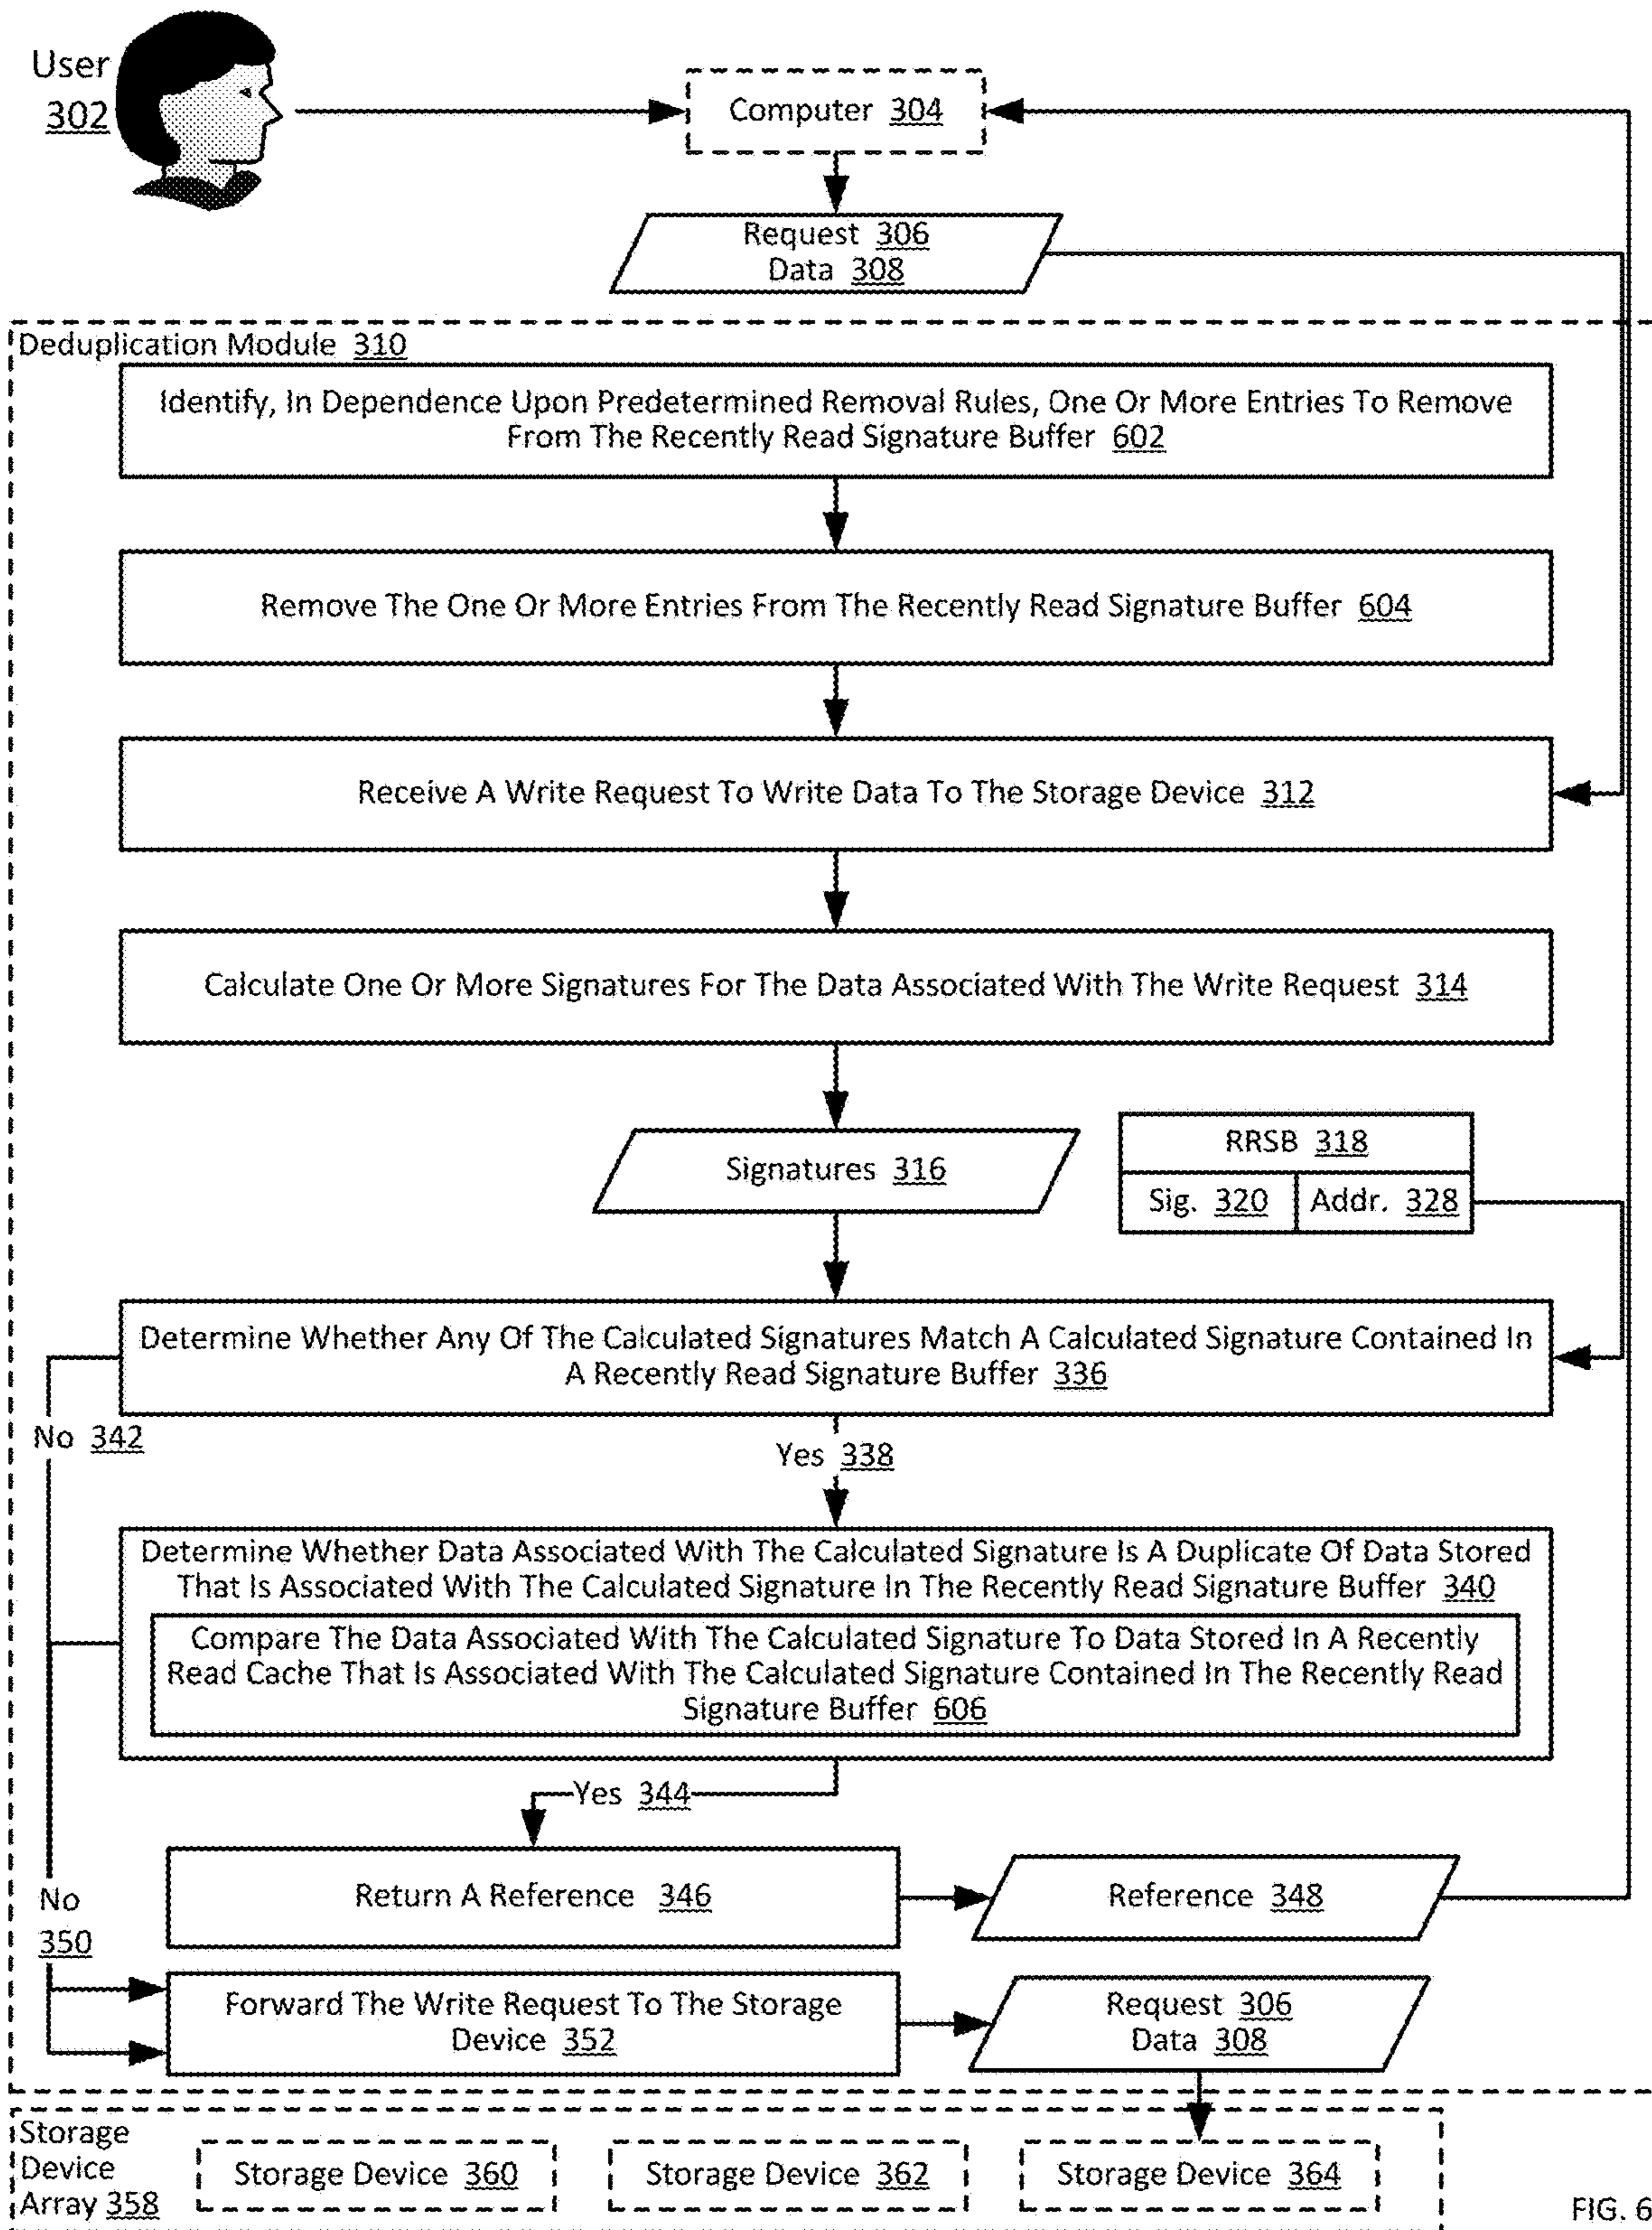 User
302
Computer 304
Request 306
Data 308
Deduplication Module 310
Identify, In Dependence Upon Predetermined Removal Rules, One Or More Entries To Remove
From The Recently Read Signature Buffer 602
Remove The One Or More Entries From The Recently Read Signature Buffer 604
Receive A Write Request To Write Data To The Storage Device 312
Calculate One Or More Signatures For The Data Associated With The Write Request 314
Signatures 316
RRSB 318
Sig. 320
Addr. 328
Determine Whether Any Of The Calculated Signatures Match A Calculated Signature Contained In
A Recently Read Signature Buffer 336
No 342
Yes 338
Determine Whether Data Associated With The Calculated Signature Is A Duplicate Of Data Stored
That Is Associated With The Calculated Signature In The Recently Read Signature Buffer 340
Compare The Data Associated With The Calculated Signature To Data Stored In A Recently
Read Cache That Is Associated With The Calculated Signature Contained In The Recently Read
Signature Buffer 606
Yes 344
Return A Reference 346
Reference 348
No
350
Forward The Write Request To The Storage
Device 352
Request 306
Data 308
Storage
Device
Array 358
Storage Device 360
Storage Device 362
Storage Device 364
FIG. 6